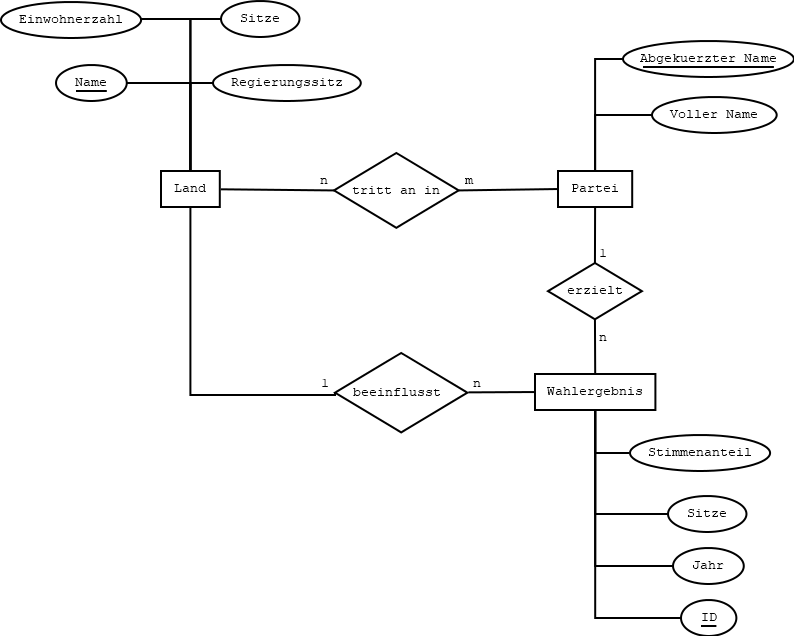 Einwohnerzahl
Sitze
Abgekuerzter Name
Name
Regierungssitz
Voller Name
Land
n
tritt an in
m
Partei
1
erzielt
n
1
beeinflusst
n
Wahlergebnis
Stimmenanteil
Sitze
Jahr
ID